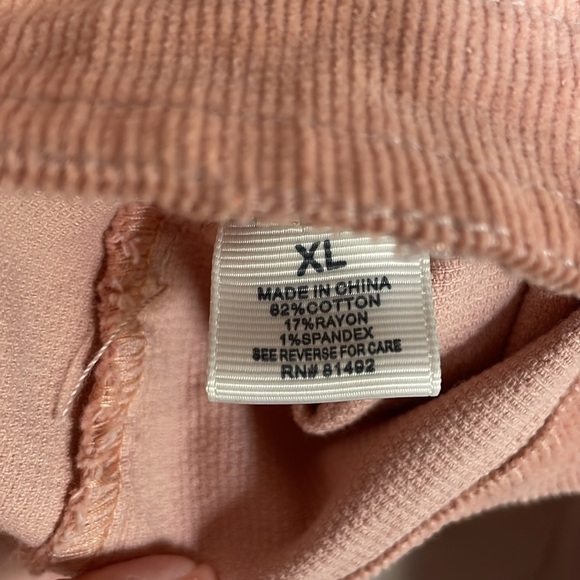 XL
MADE IN CHINA
82%COTTON
17%RAYON
1%SPANDEX
SEE REVERSE FOR CARE
RN# 81492